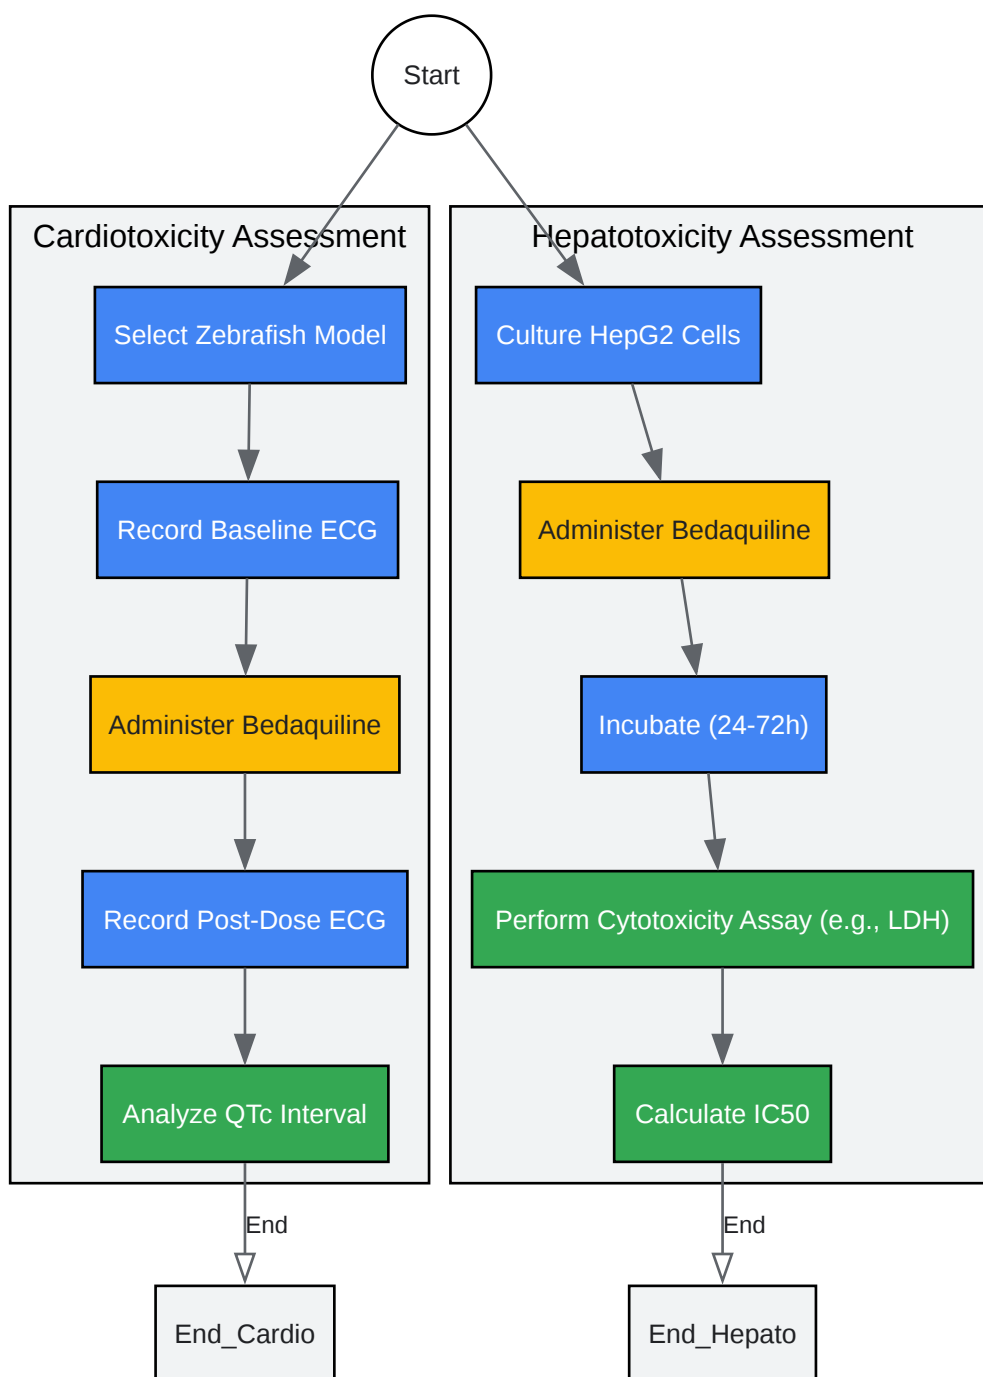 Start
Cardiotoxicity Assessment
Select Zebrafish Model
Record Baseline ECG
Administer Bedaquiline
Record Post-Dose ECG
Analyze QTc Interval
End
End_Cardio
Hepatotoxicity Assessment
Culture HepG2 Cells
Administer Bedaquiline
Incubate (24-72h)
Perform Cytotoxicity Assay (e.g., LDH)
Calculate IC50
End
End_Hepato